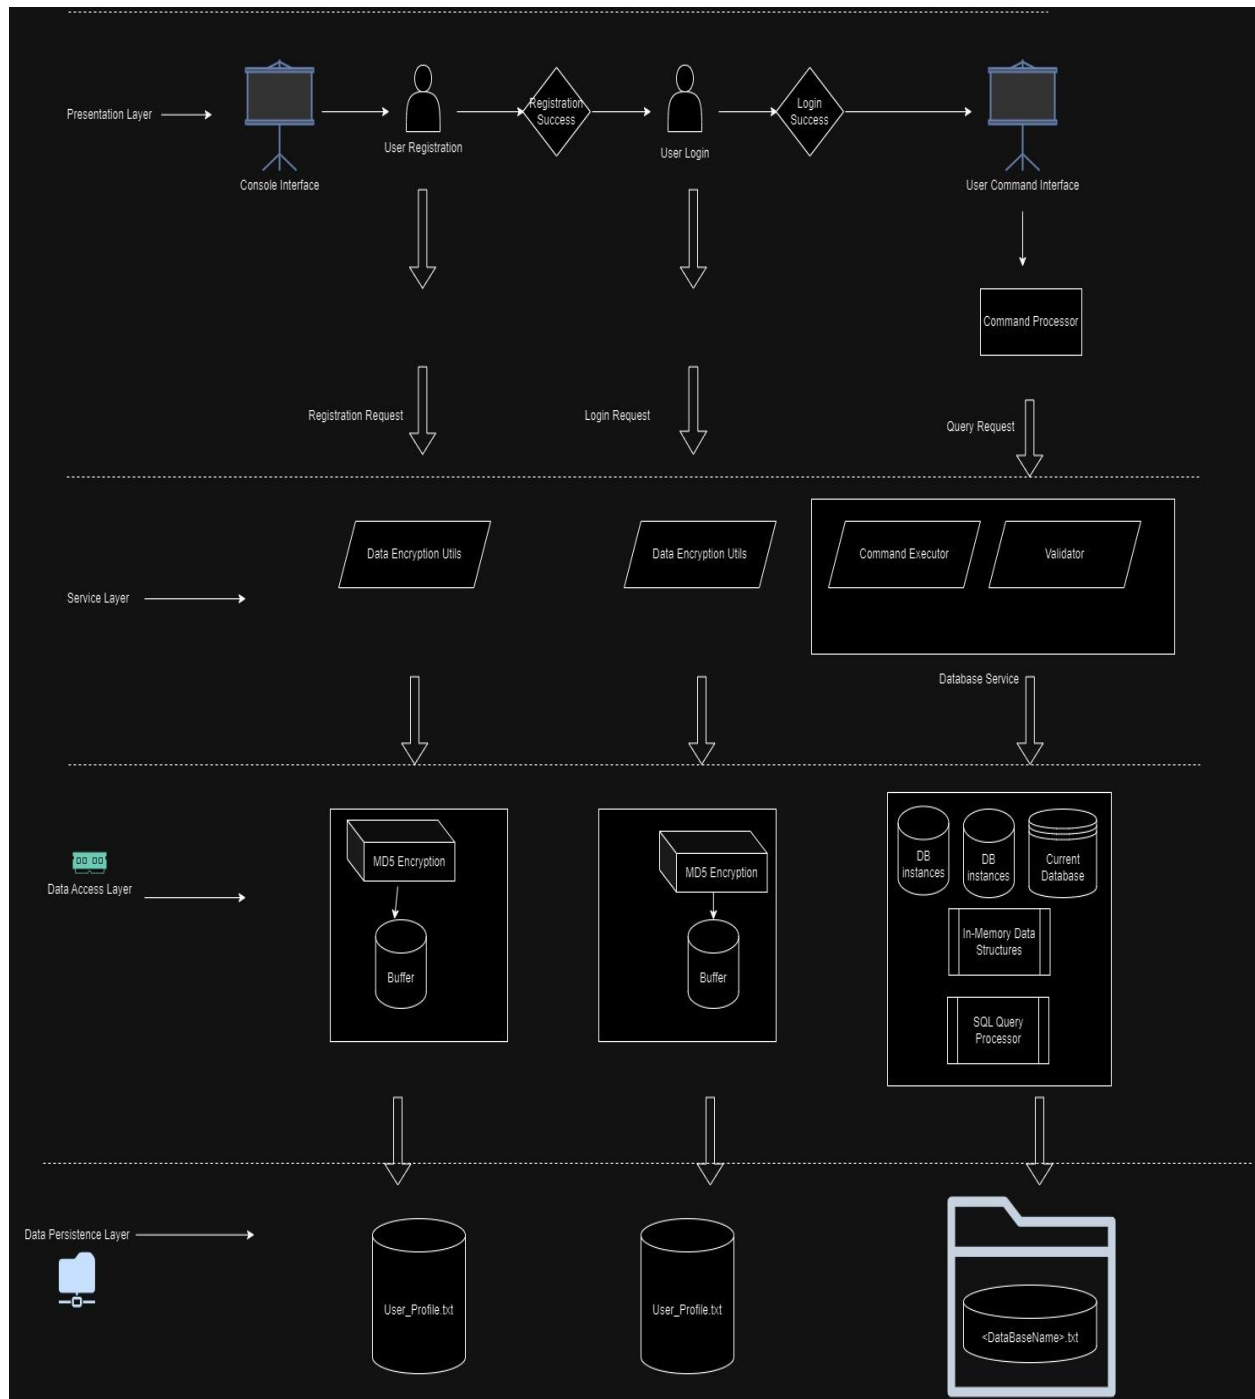 Presentation Layer
Console Interface
User Registration
Registration
Success
User Login
Login
Success
User Command Interface
Command Processor
Registration Request
Login Request
Query Request
Service Layer
Data Encryption Utils
Data Encryption Utils
Command Executor
Validator
Database Service
Data Access Layer
MD5 Encryption
Buffer
MD5 Encryption
Buffer
DB
instances
DB
instances
Current
Database
In-Memory Data
Structures
SQL Query
Processor
Data Persistence Layer
User_Profile.txt
User_Profile.txt
<DataBaseName>.txt